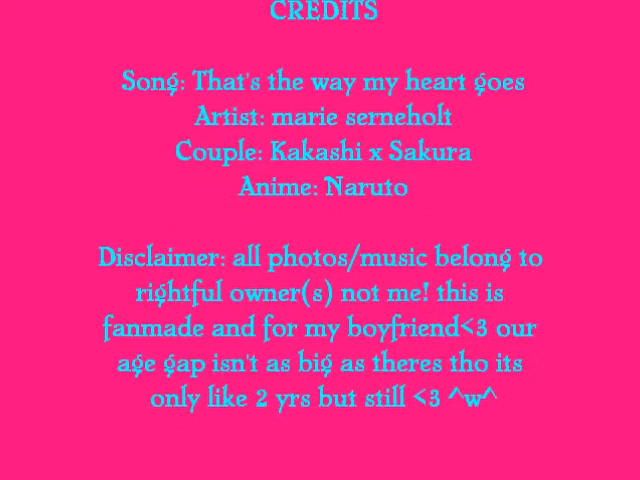 CREDITS
Song: That's the way my heart goes
Artist: marie serneholt
Couple: Kakashi x Sakura
Anime: Naruto
Disclaimer: all photos/music belong to
rightful owner(s) not me! this is
fanmade and for my boyfriend<3 our
age gap isn't as big as theres tho its
only like 2 yrs but still <3 ^w^